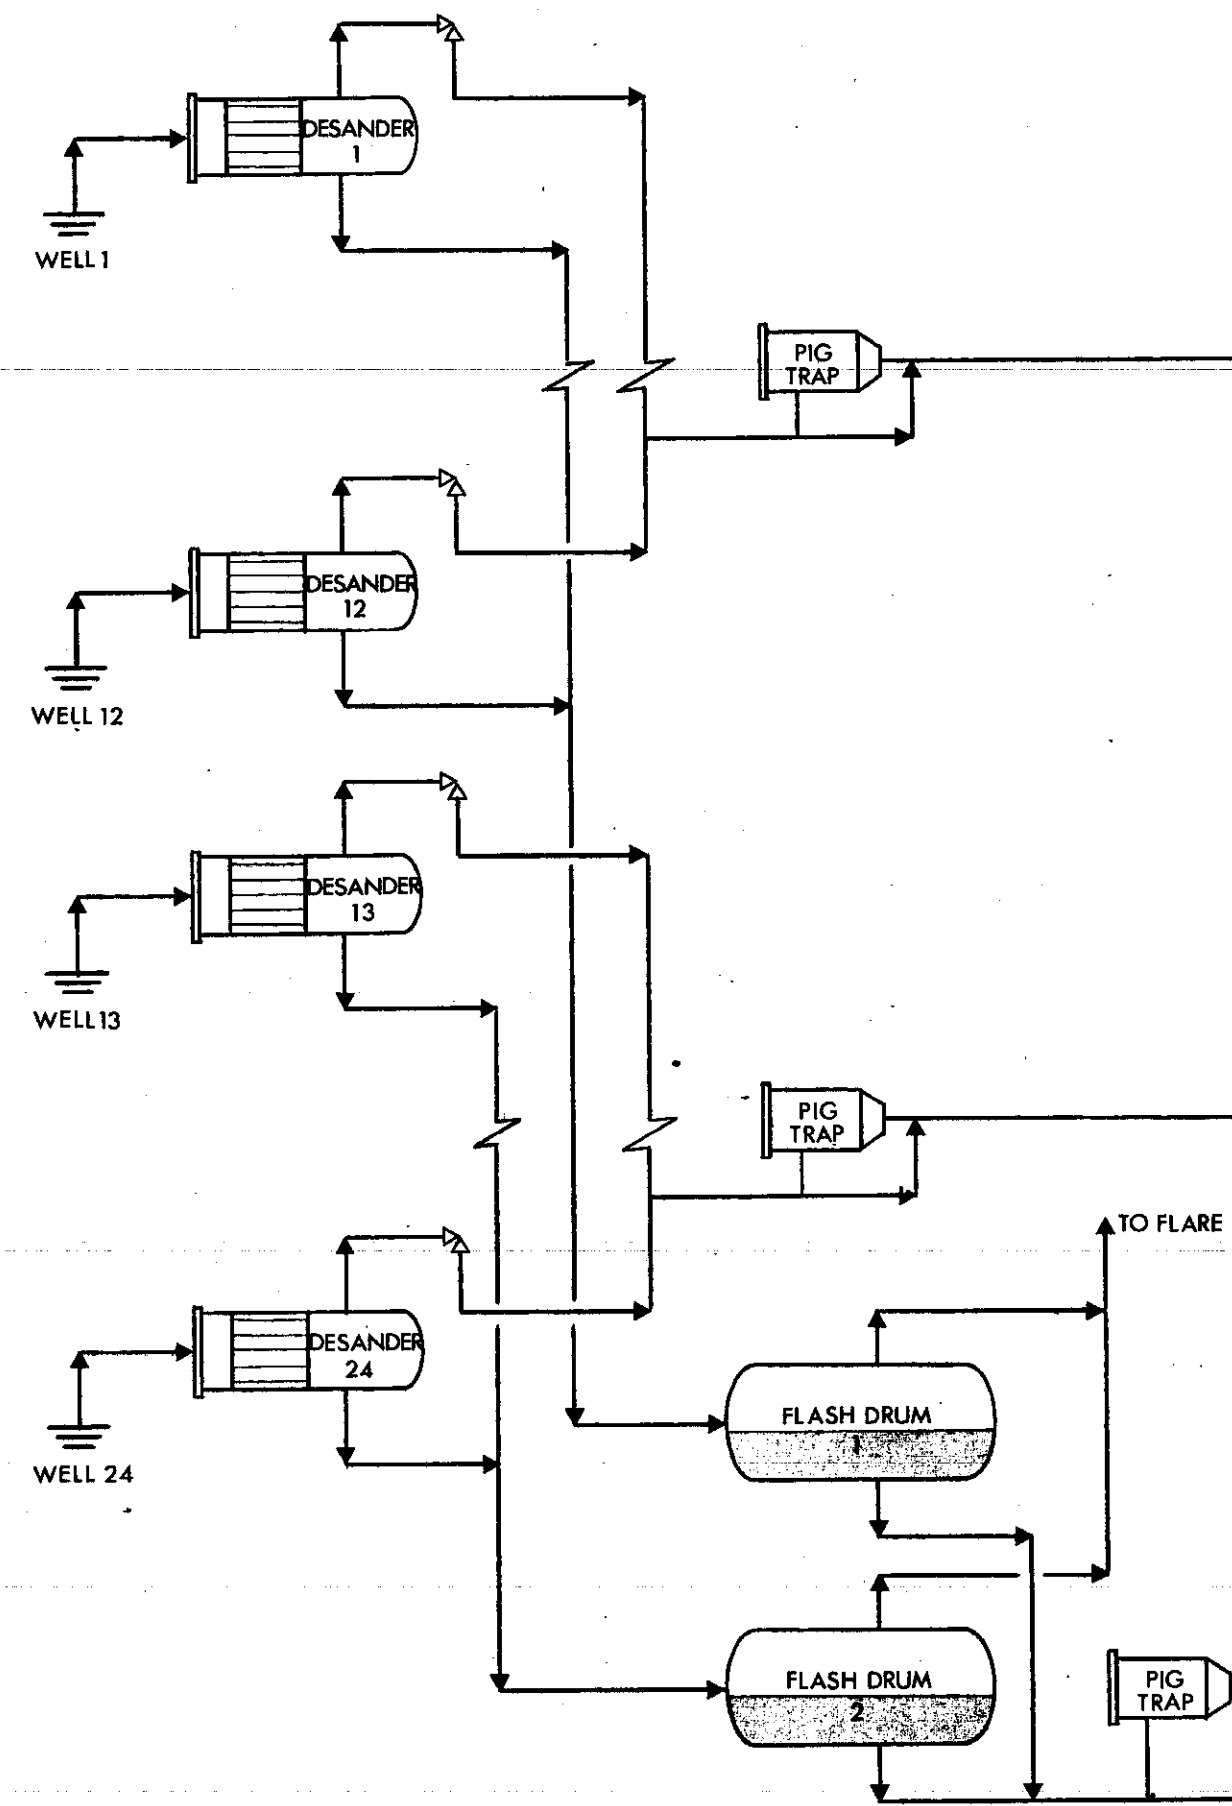 DESANDER
1
WELL 1
PIG
TRAP
DESANDER
12
WELL 12
DESANDER
13
WELL 13
PIG
TRAP
TO FLARE
DESANDER
24
WELL 24
FLASH DRUM
1
FLASH DRUM
2
PIG
TRAP